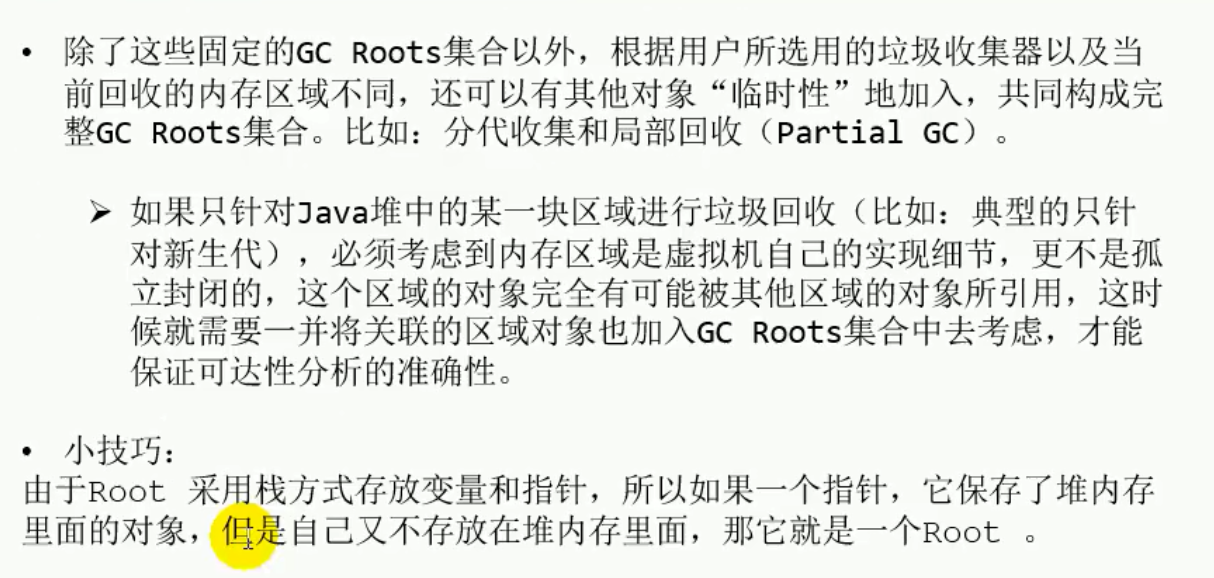 • 除了这些固定的GC Roots集合以外，根据用户所选用的垃圾收集器以及当
前回收的内存区域不同，还可以有其他对象“临时性”地加入，共同构成完
整GC Roots集合。比如：分代收集和局部回收（Partial GC）。
➤ 如果只针对Java堆中的某一块区域进行垃圾回收（比如：典型的只针
对新生代），必须考虑到内存区域是虚拟机自己的实现细节，更不是孤
立封闭的，这个区域的对象完全有可能被其他区域的对象所引用，这时
候就需要一并将关联的区域对象也加入GC Roots集合中去考虑，才能
保证可达性分析的准确性。
• 小技巧：
由于Root 采用栈方式存放变量和指针，所以如果一个指针，它保存了堆内存
里面的对象，但是自己又不存放在堆内存里面，那它就是一个Root 。